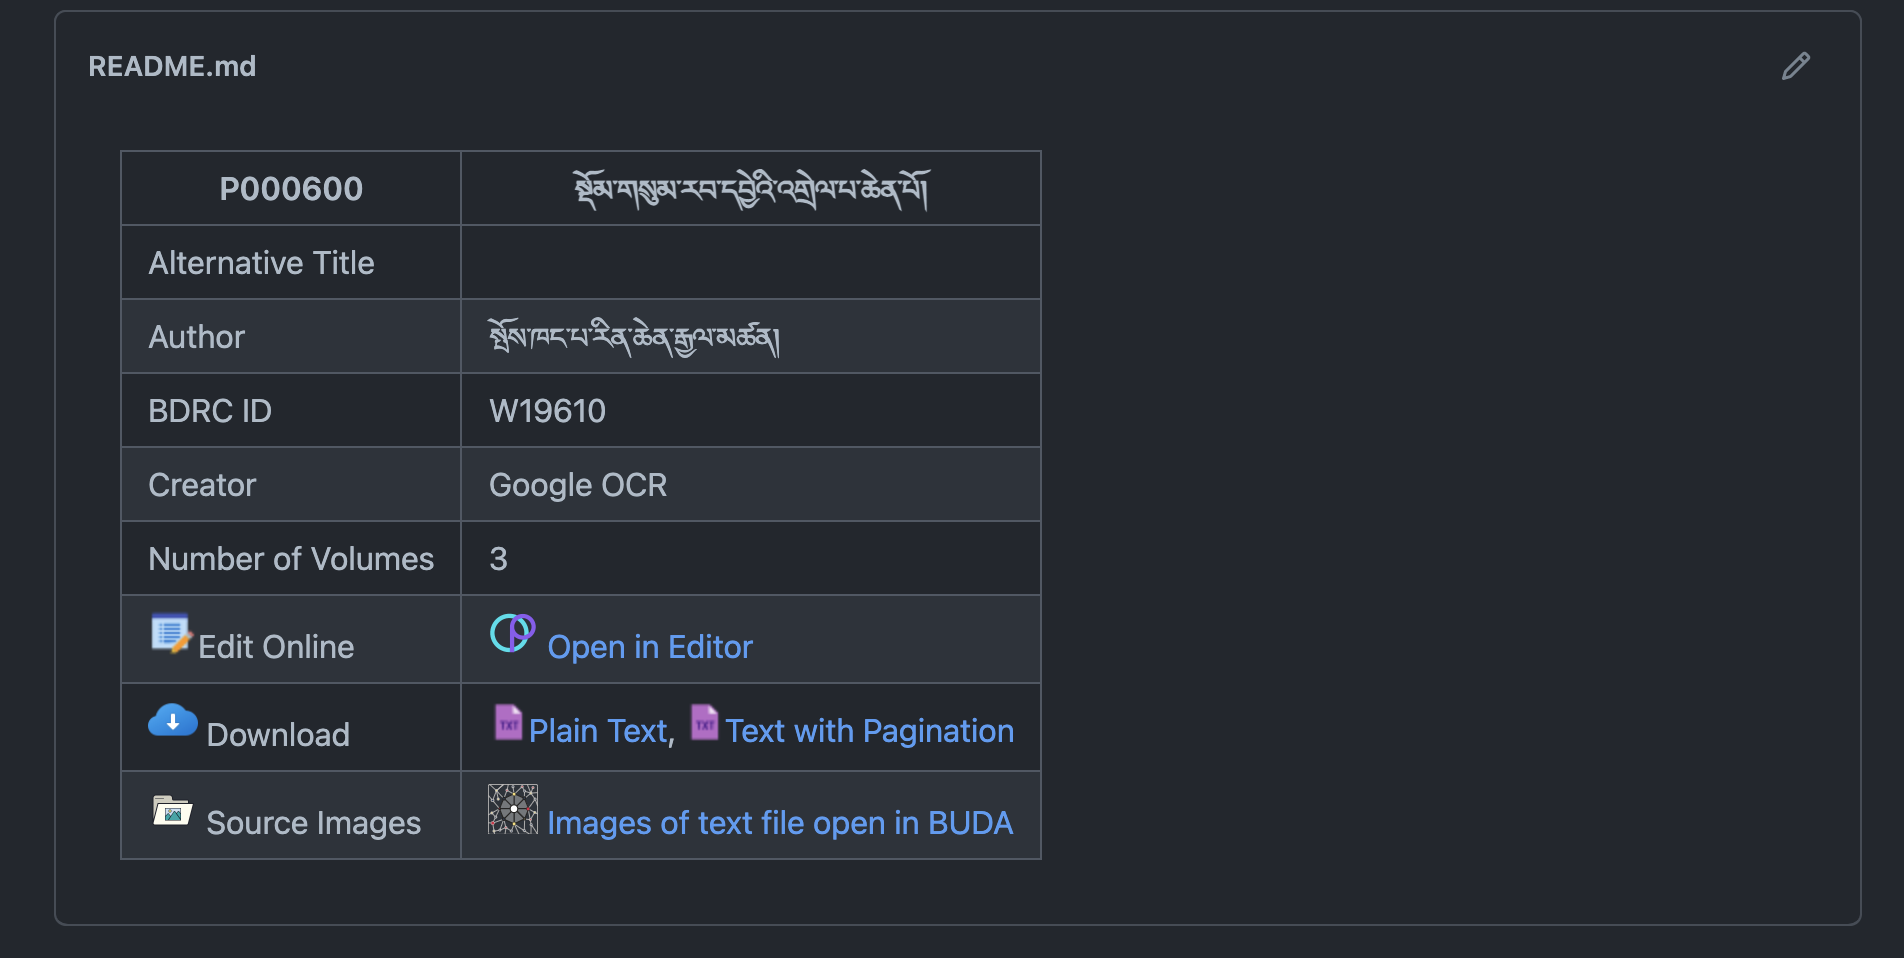 README.md
P000600 སྡོམ་གསུམ་རབ་དབྱེའི་འགྲེལ་པ་ཆེན་པོ།
Alternative Title
Author སྤོས་ཁང་པ་རིན་ཆེན་རྒྱལ་མཚན།
BDRC ID W19610
Creator Google OCR
Number of Volumes 3
Edit Online Open in Editor
Download TXT Plain Text, TXT Text with Pagination
Source Images Images of text file open in BUDA